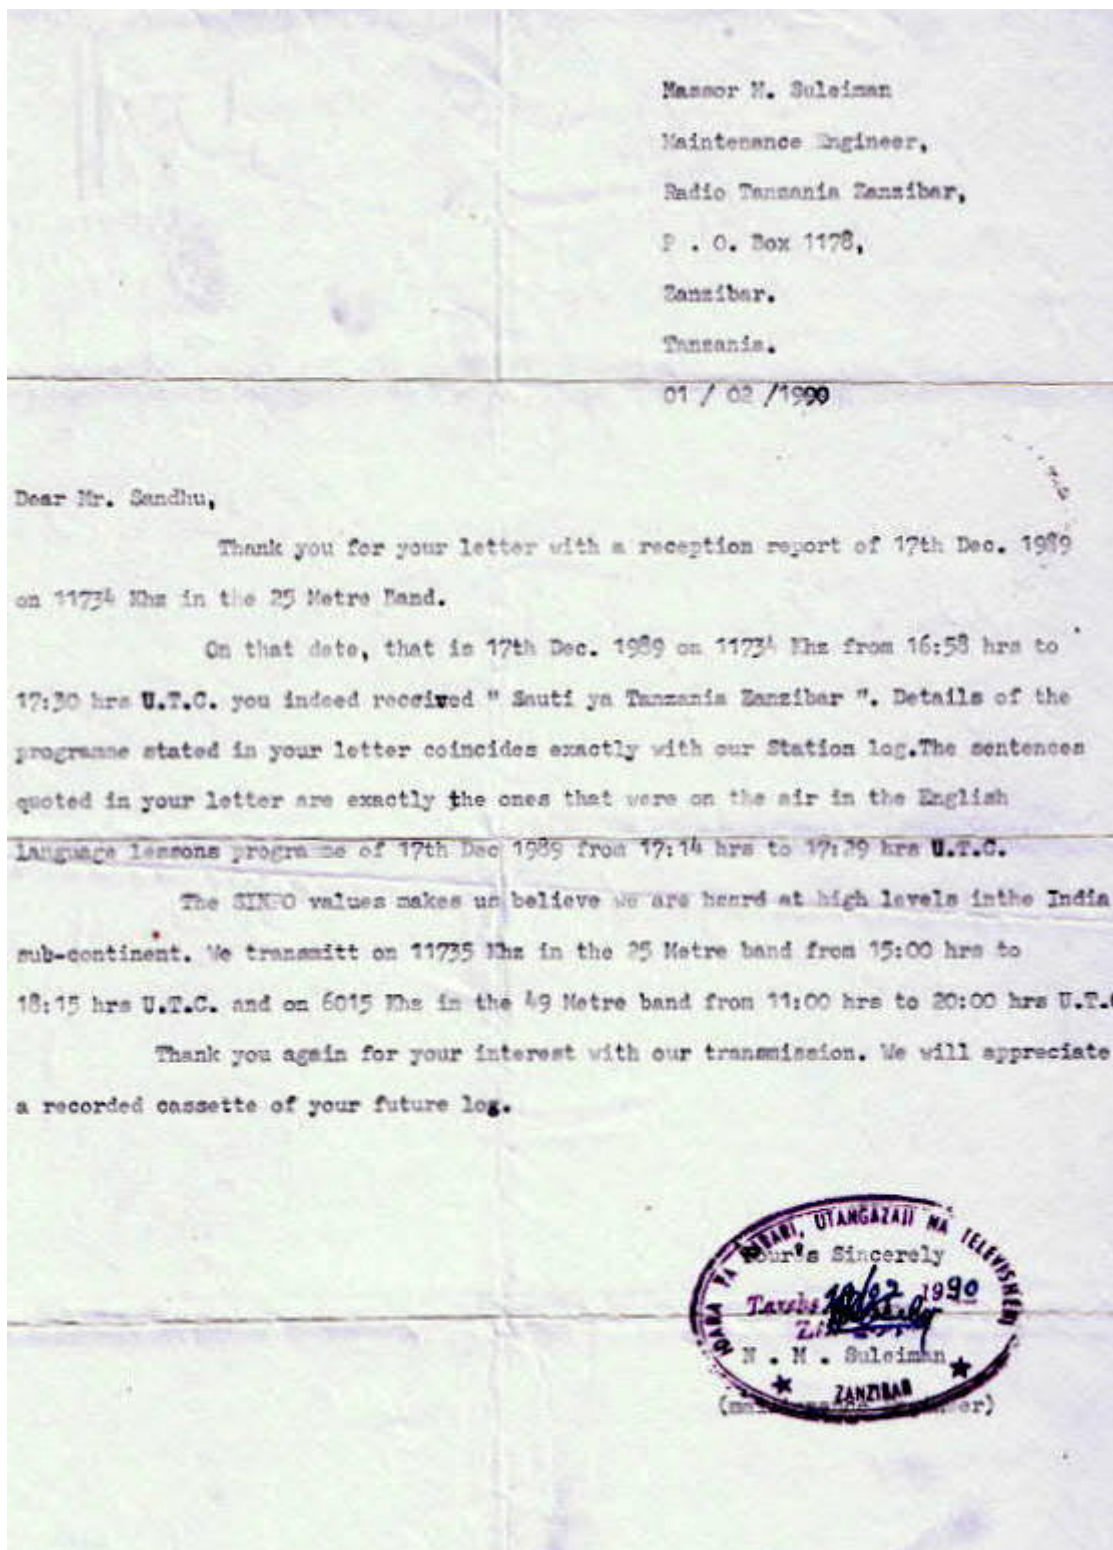 Massor M. Suleiman
Maintenance Engineer,
Radio Tanzania Zanzibar,
P . O. Box 1178,
Zanzibar.
Tanzania.
01 / 02 /1990
Dear Mr. Sandhu,
Thank you for your letter with a reception report of 17th Dec. 1989
on 11734 Khz in the 25 Metre Band.
On that date, that is 17th Dec. 1989 on 11734 Khz from 16:58 hrs to
17:30 hrs U.T.C. you indeed received " Sauti ya Tanzania Zanzibar ". Details of the
programme stated in your letter coincides exactly with our Station log.The sentences
quoted in your letter are exactly the ones that were on the air in the English
Language lessons programme of 17th Dec 1989 from 17:14 hrs to 17:29 hrs U.T.C.
The SINPO values makes us believe we are heard at high levels inthe India
sub-continent. We transmitt on 11735 Khz in the 25 Metre band from 15:00 hrs to
18:15 hrs U.T.C. and on 6015 Khz in the 49 Metre band from 11:00 hrs to 20:00 hrs U.T.C
Thank you again for your interest with our transmission. We will appreciate
a recorded cassette of your future log.
IDARA YA UTANGAZAJI NA TELEVISHENI
Your's Sincerely
1990
N . M . Suleiman
ZANZIBAR